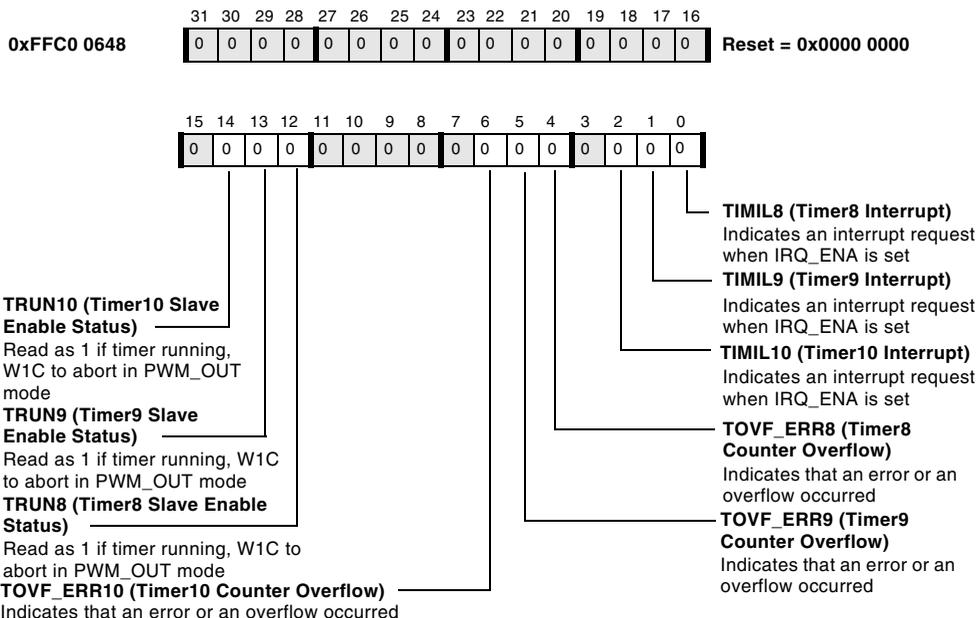 31 30 29 28 27 26 25 24 23 22 21 20 19 18 17 16
0xFFC0 0648 0 0 0 0 0 0 0 0 0 0 0 0 0 0 0 0 Reset = 0x0000 0000
15 14 13 12 11 10 9 8 7 6 5 4 3 2 1 0
0 0 0 0 0 0 0 0 0 0 0 0 0 0 0 0
TIMIL8 (Timer8 Interrupt)
Indicates an interrupt request
when IRQ_ENA is set
TIMIL9 (Timer9 Interrupt)
Indicates an interrupt request
when IRQ_ENA is set
TIMIL10 (Timer10 Interrupt)
Indicates an interrupt request
when IRQ_ENA is set
TOVF_ERR8 (Timer8
Counter Overflow)
Indicates that an error or an
overflow occurred
TOVF_ERR9 (Timer9
Counter Overflow)
Indicates that an error or an
overflow occurred
TRUN10 (Timer10 Slave
Enable Status)
Read as 1 if timer running,
W1C to abort in PWM_OUT
mode
TRUN9 (Timer9 Slave
Enable Status)
Read as 1 if timer running, W1C
to abort in PWM_OUT mode
TRUN8 (Timer8 Slave Enable
Status)
Read as 1 if timer running, W1C to
abort in PWM_OUT mode
TOVF_ERR10 (Timer10 Counter Overflow)
Indicates that an error or an overflow occurred